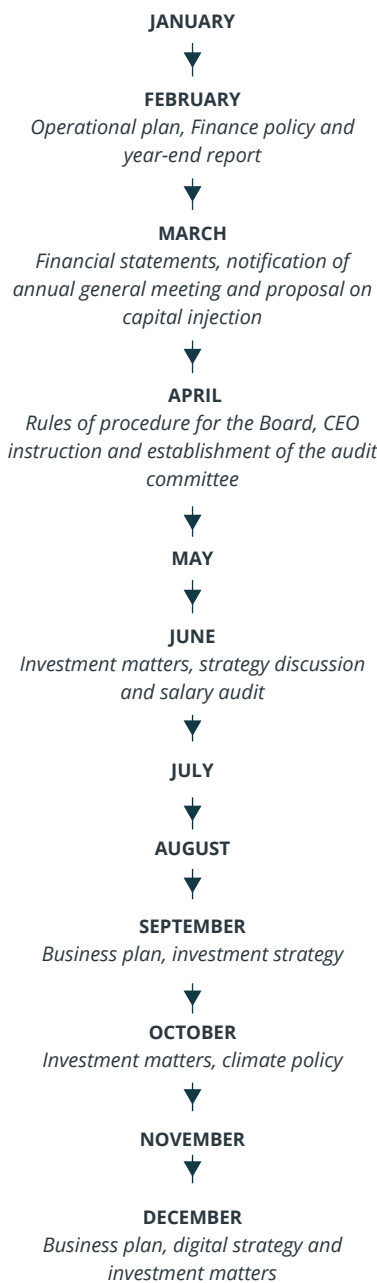 JANUARY
FEBRUARY
Operational plan, Finance policy and
year-end report
MARCH
Financial statements, notification of
annual general meeting and proposal on
capital injection
APRIL
Rules of procedure for the Board, CEO
instruction and establishment of the audit
committee
MAY
JUNE
Investment matters, strategy discussion
and salary audit
JULY
AUGUST
SEPTEMBER
Business plan, investment strategy
OCTOBER
Investment matters, climate policy
NOVEMBER
DECEMBER
Business plan, digital strategy and
investment matters